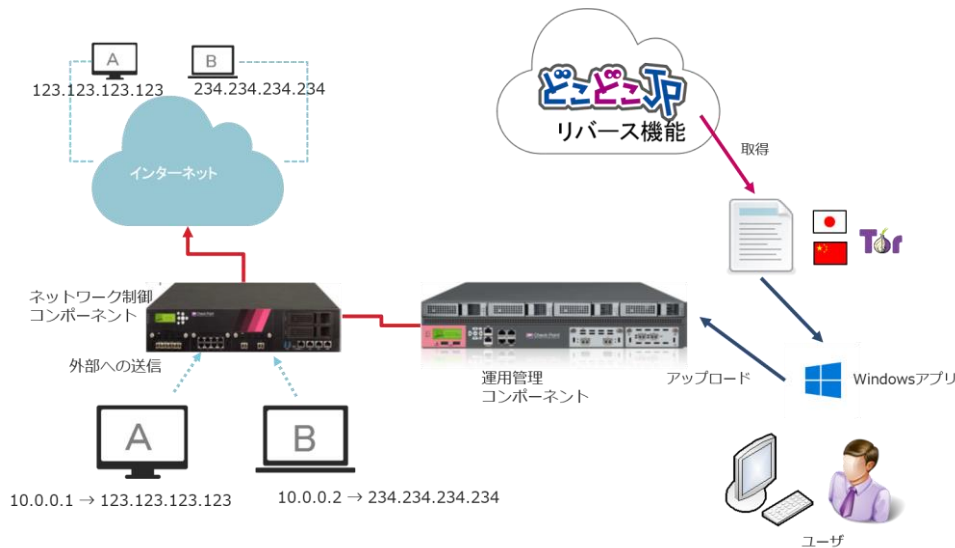 A
B
123.123.123.123
234.234.234.234
インターネット
どこどこJP
リバース機能
取得
Tor
ネットワーク制御
コンポーネント
Check Point
Check Point
外部への送信
運用管理
コンポーネント
アップロード
Windowsアプリ
A
B
10.0.0.1 → 123.123.123.123
10.0.0.2 → 234.234.234.234
ユーザ